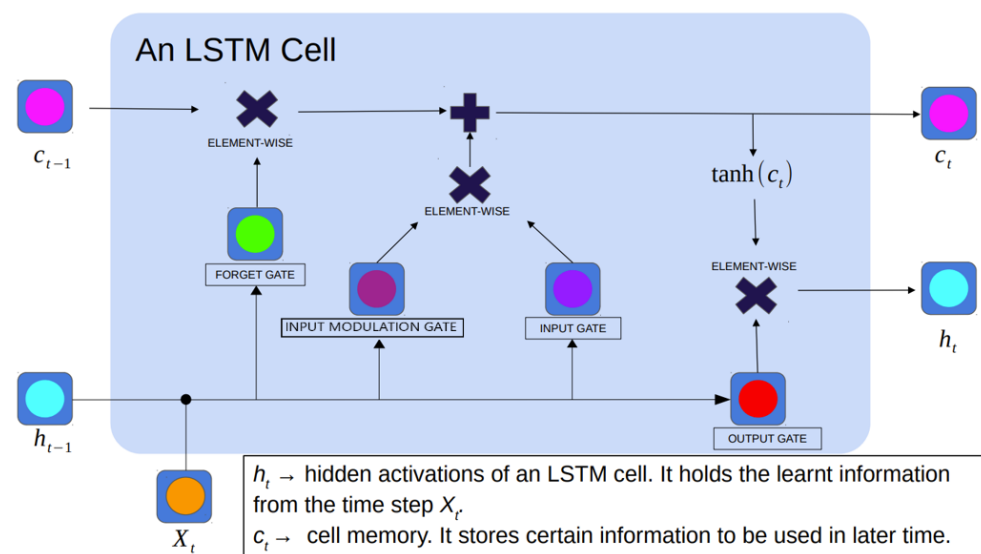 An LSTM Cell
c_{t−1}
ELEMENT-WISE
c_t
tanh(c_t)
ELEMENT-WISE
FORGET GATE
ELEMENT-WISE
INPUT MODULATION GATE
INPUT GATE
h_t
h_{t−1}
OUTPUT GATE
X_t
h_t → hidden activations of an LSTM cell. It holds the learnt information
from the time step X_t.
c_t → cell memory. It stores certain information to be used in later time.